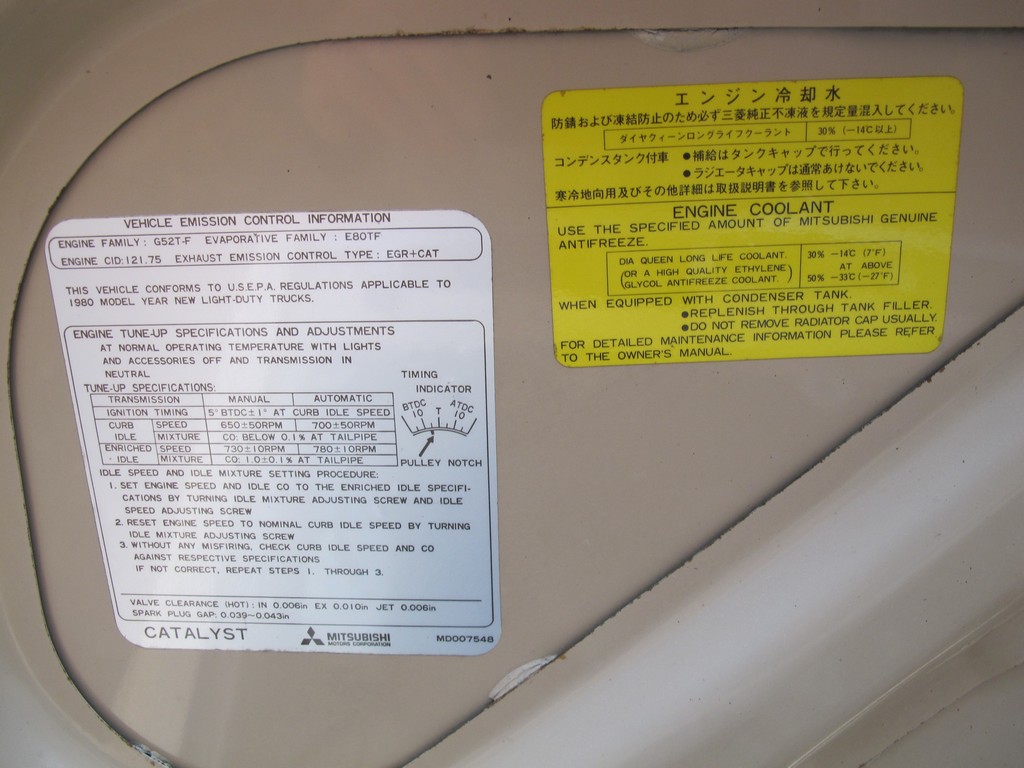 VEHICLE EMISSION CONTROL INFORMATION
ENGINE FAMILY : G52T-F EVAPORATIVE FAMILY : E80TF
ENGINE CID:121.75 EXHAUST EMISSION CONTROL TYPE : EGR+CAT
THIS VEHICLE CONFORMS TO U.S.E.P.A. REGULATIONS APPLICABLE TO
1980 MODEL YEAR NEW LIGHT-DUTY TRUCKS.
ENGINE TUNE-UP SPECIFICATIONS AND ADJUSTMENTS
AT NORMAL OPERATING TEMPERATURE WITH LIGHTS
AND ACCESSORIES OFF AND TRANSMISSION IN
NEUTRAL
TUNE-UP SPECIFICATIONS:
TRANSMISSION MANUAL AUTOMATIC
IGNITION TIMING 5° BTDC±1° AT CURB IDLE SPEED
CURB IDLE SPEED 650±50RPM 700±50RPM
MIXTURE CO: BELOW 0.1% AT TAILPIPE
ENRICHED -IDLE SPEED 730±10RPM 780±10RPM
MIXTURE CO: 1.0±0.1% AT TAILPIPE
TIMING
INDICATOR
BTDC ATDC
10 T 10
PULLEY NOTCH
IDLE SPEED AND IDLE MIXTURE SETTING PROCEDURE:
1. SET ENGINE SPEED AND IDLE CO TO THE ENRICHED IDLE SPECIFI-
CATIONS BY TURNING IDLE MIXTURE ADJUSTING SCREW AND IDLE
SPEED ADJUSTING SCREW
2. RESET ENGINE SPEED TO NOMINAL CURB IDLE SPEED BY TURNING
IDLE MIXTURE ADJUSTING SCREW
3. WITHOUT ANY MISFIRING, CHECK CURB IDLE SPEED AND CO
AGAINST RESPECTIVE SPECIFICATIONS
IF NOT CORRECT, REPEAT STEPS 1. THROUGH 3.
VALVE CLEARANCE (HOT) : IN 0.006in EX 0.010in JET 0.006in
SPARK PLUG GAP: 0.039~0.043in
CATALYST MITSUBISHI MOTORS CORPORATION MD007548
エンジン冷却水
防錆および凍結防止のため必ず三菱純正不凍液を規定量混入してください。
ダイヤクィーンロングライフクーラント 30% (−14℃以上)
コンデンスタンク付車 ●補給はタンクキャップで行ってください。
●ラジエータキャップは通常あけないでください。
寒冷地向用及びその他詳細は取扱説明書を参照して下さい。
ENGINE COOLANT
USE THE SPECIFIED AMOUNT OF MITSUBISHI GENUINE
ANTIFREEZE.
DIA QUEEN LONG LIFE COOLANT. 30% −14℃ (7°F)
(OR A HIGH QUALITY ETHYLENE AT ABOVE
GLYCOL ANTIFREEZE COOLANT.) 50% −33℃(−27°F)
WHEN EQUIPPED WITH CONDENSER TANK.
●REPLENISH THROUGH TANK FILLER.
●DO NOT REMOVE RADIATOR CAP USUALLY.
FOR DETAILED MAINTENANCE INFORMATION PLEASE REFER
TO THE OWNER'S MANUAL.